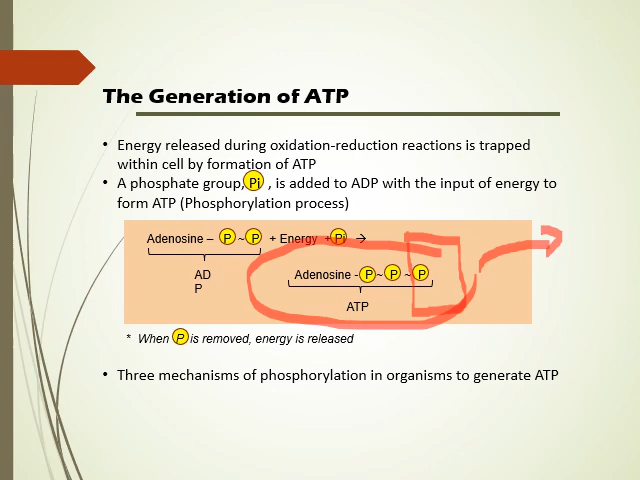 The Generation of ATP
• Energy released during oxidation-reduction reactions is trapped
within cell by formation of ATP
• A phosphate group, Pi , is added to ADP with the input of energy to
form ATP (Phosphorylation process)
Adenosine – P ~ P + Energy + Pi →
AD
P
Adenosine - P ~ P ~ P
ATP
* When P is removed, energy is released
• Three mechanisms of phosphorylation in organisms to generate ATP